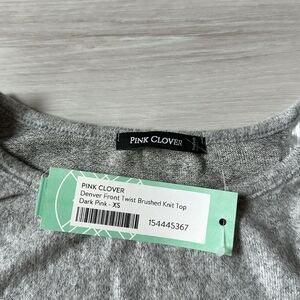 PINK CLOVER
PINK CLOVER
Denver Front Twist Brushed Knit Top
Dark Pink - XS
154445367